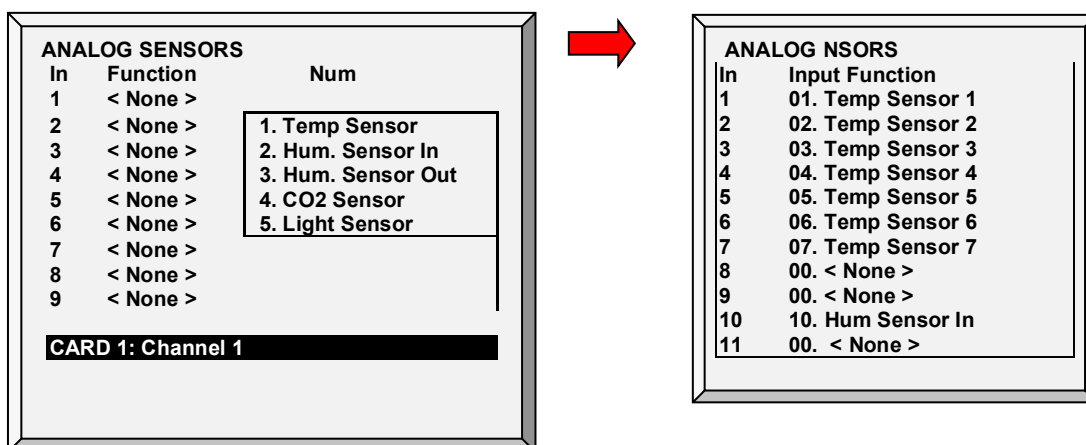 ANALOG SENSORS
In Function Num
1 < None >
2 < None >
3 < None >
4 < None >
5 < None >
6 < None >
7 < None >
8 < None >
9 < None >
1. Temp Sensor
2. Hum. Sensor In
3. Hum. Sensor Out
4. CO2 Sensor
5. Light Sensor
CARD 1: Channel 1
ANALOG NSORS
In Input Function
1 01. Temp Sensor 1
2 02. Temp Sensor 2
3 03. Temp Sensor 3
4 04. Temp Sensor 4
5 05. Temp Sensor 5
6 06. Temp Sensor 6
7 07. Temp Sensor 7
8 00. < None >
9 00. < None >
10 10. Hum Sensor In
11 00. < None >